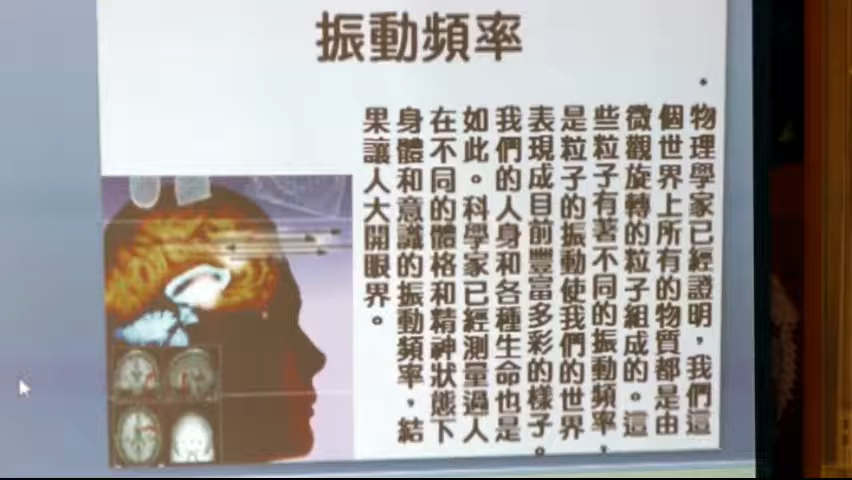 振動頻率
・物理學家已經證明，我們這
個世界上所有的物質都是由
微觀旋轉的粒子組成的。這
些粒子有著不同的振動頻率，
是粒子的振動使我們的世界
表現成目前豐富多彩的樣子。
我們的人身和各種生命也是
如此。科學家已經測量過人
在不同的體格和精神狀態下
身體和意識的振動頻率，結
果讓人大開眼界。